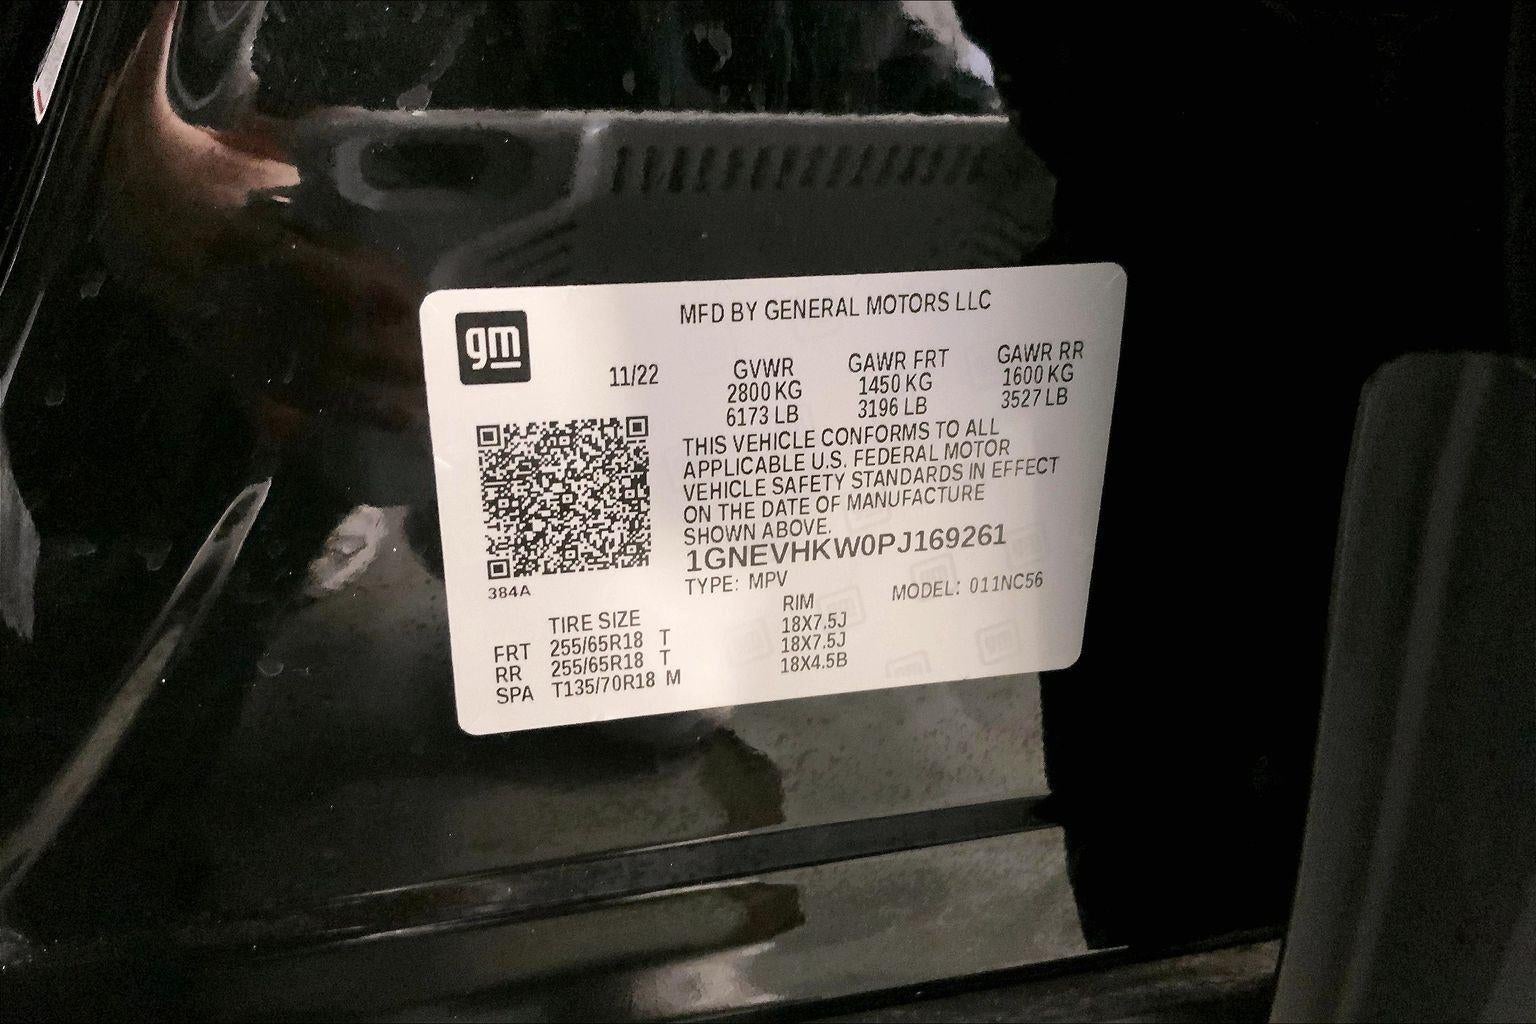 gm
MFD BY GENERAL MOTORS LLC
11/22
GVWR GAWR FRT GAWR RR
2800 KG 1450 KG 1600 KG
6173 LB 3196 LB 3527 LB
THIS VEHICLE CONFORMS TO ALL
APPLICABLE U.S. FEDERAL MOTOR
VEHICLE SAFETY STANDARDS IN EFFECT
ON THE DATE OF MANUFACTURE
SHOWN ABOVE.
1GNEVHKW0PJ169261
384A
TYPE: MPV MODEL: 011NC56
TIRE SIZE RIM
FRT 255/65R18 T 18X7.5J
RR 255/65R18 T 18X7.5J
SPA T135/70R18 M 18X4.5B
gm